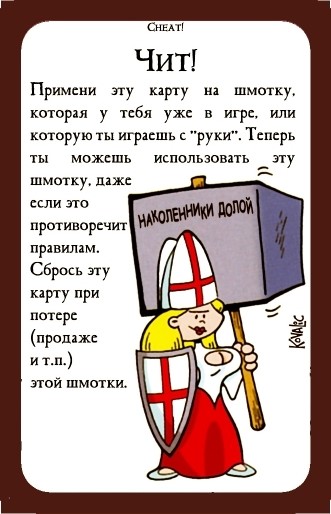 Cheat!
Чит!
Примени эту карту на шмотку,
которая у тебя уже в игре, или
которую ты играешь с "руки". Теперь
ты можешь использовать эту
шмотку, даже
если это
противоречит
правилам.
Сбрось эту
карту при
потере
(продаже
и т.п.)
этой шмотки.
НАКОЛЕННИКИ ДОЛОЙ
KOVALIC